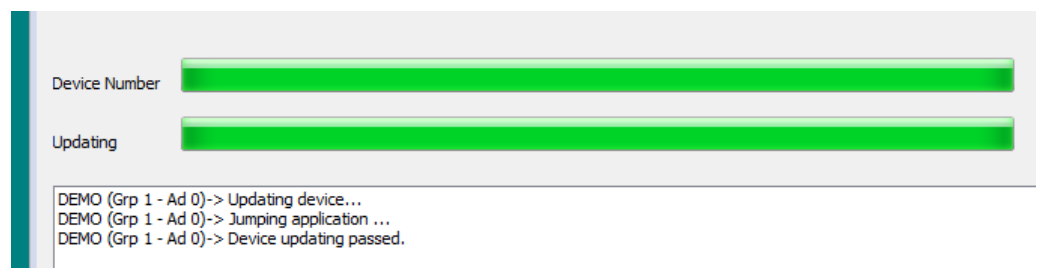 Device Number
Updating
DEMO (Grp 1 - Ad 0)-> Updating device...
DEMO (Grp 1 - Ad 0)-> Jumping application ...
DEMO (Grp 1 - Ad 0)-> Device updating passed.